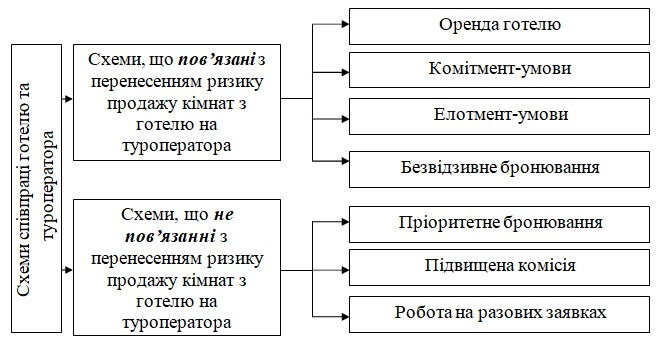 Схеми співпраці готелю та
туроператора
Схеми, що пов’язані з
перенесенням ризику
продажу кімнат з
готелю на
туроператора
Оренда готелю
Комітмент-умови
Елотмент-умови
Безвідзивне бронювання
Схеми, що не
пов’язанні з
перенесенням ризику
продажу кімнат з
готелю на
туроператора
Пріоритетне бронювання
Підвищена комісія
Робота на разових заявках